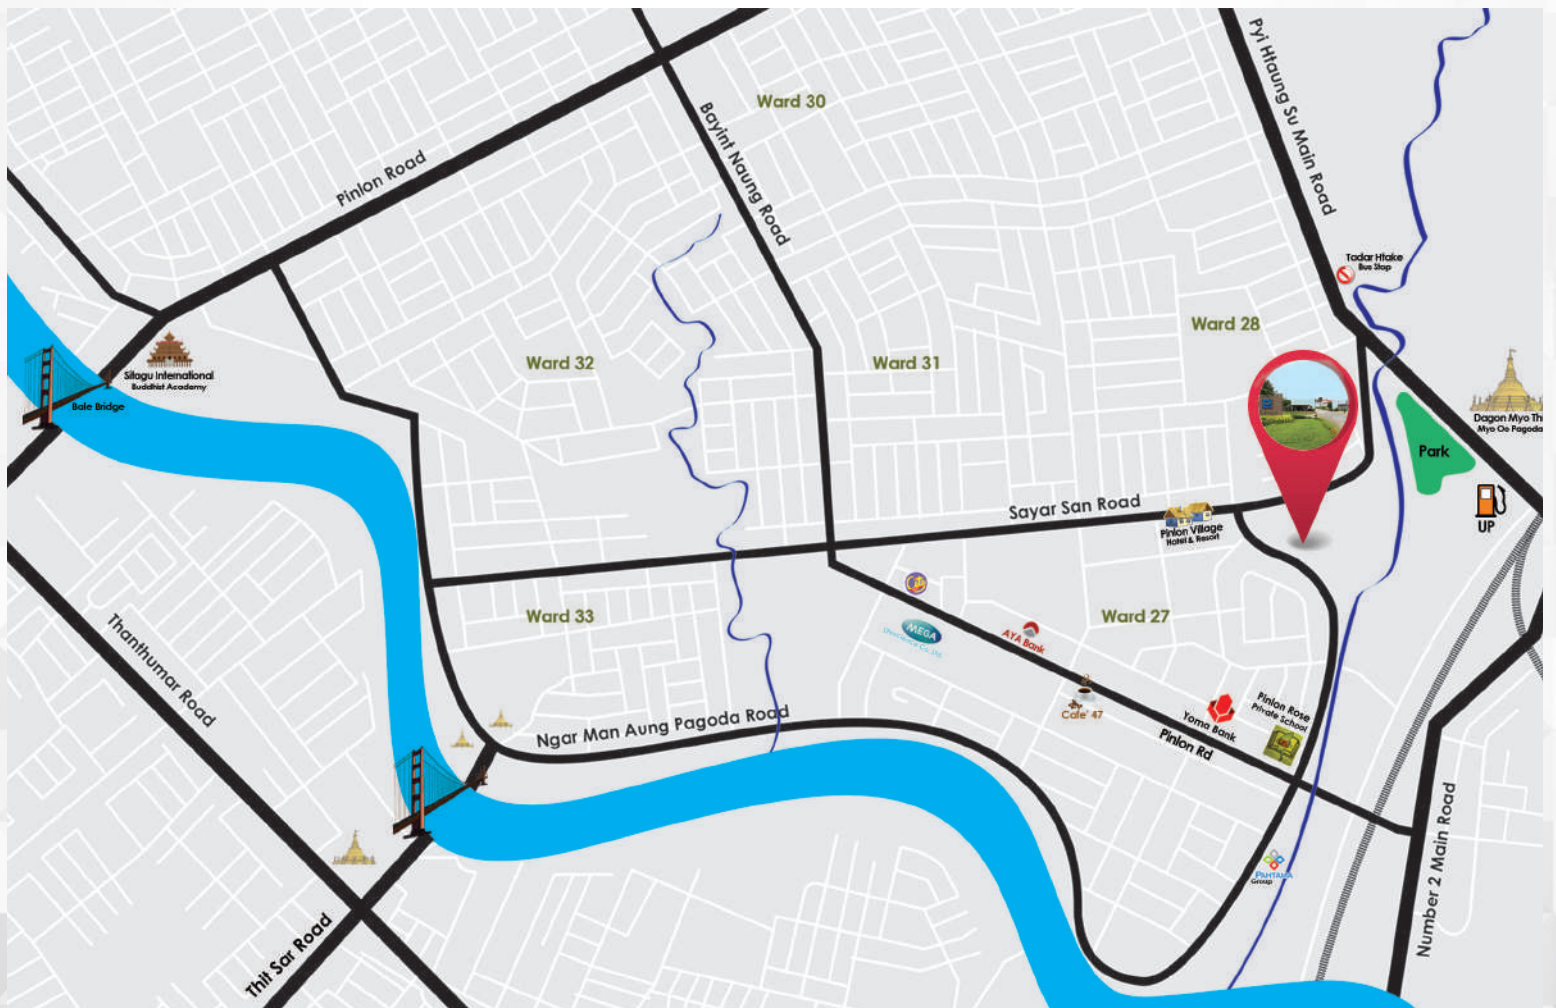 Ward 30
Pyi Htaung Su Main Road
Bayint Naung Road
Pinlon Road
Tadar Htake
Bus Stop
Ward 28
Ward 32
Ward 31
Sitagu International
Buddhist Academy
Bale Bridge
Dagon Myo Th
Myo Oo Pagoda
Park
UP
Sayar San Road
Pinlon Village
Hotel & Resort
Ward 33
Ward 27
MEGA
AYA Bank
Thanthumar Road
Cafe' 47
Yoma Bank
Pinlon Rose
Private School
Pinlon Rd
Ngar Man Aung Pagoda Road
Number 2 Main Road
PAHTAMA
Group
Thit Sar Road